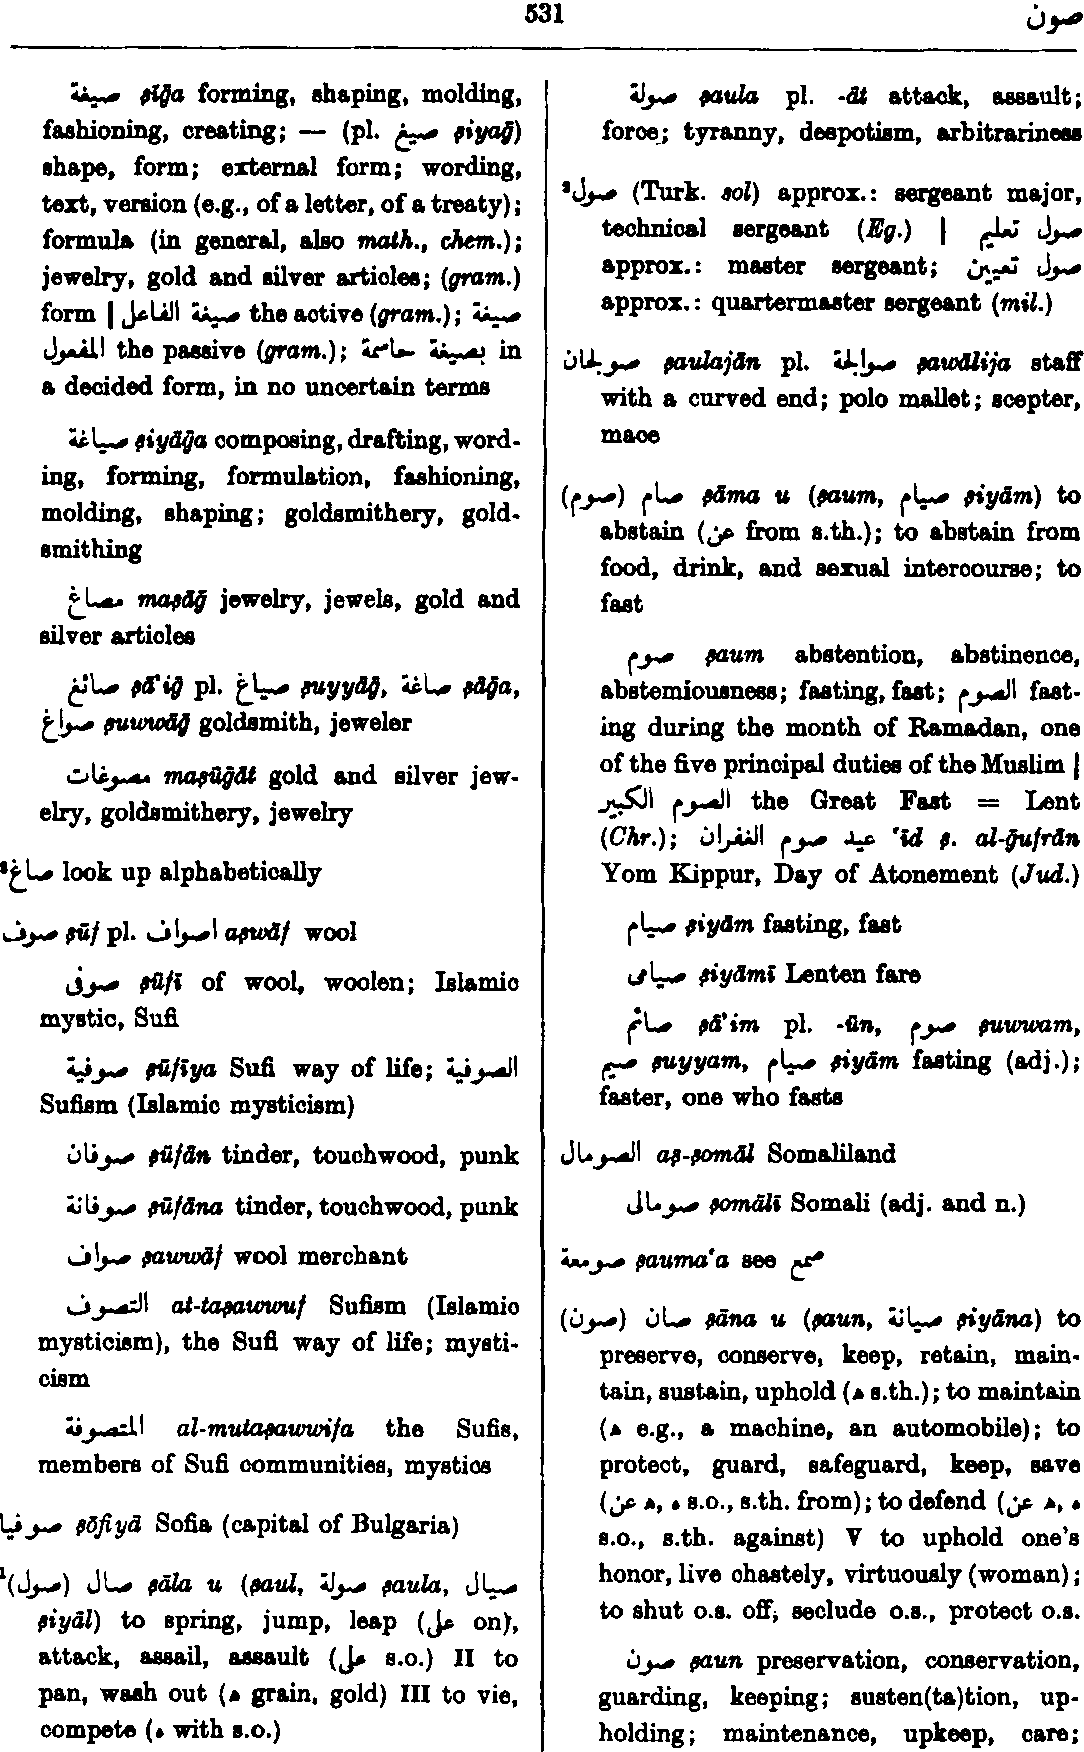 531
صون
صيغة ṣīḡa forming, shaping, molding,
fashioning, creating; — (pl. صيغ ṣiyaḡ)
shape, form; external form; wording,
text, version (e.g., of a letter, of a treaty);
formula (in general, also math., chem.);
jewelry, gold and silver articles; (gram.)
form | صيغة الفاعل the active (gram.); صيغة
المفعول the passive (gram.); بصيغة حاسمة in
a decided form, in no uncertain terms
صياغة ṣiyāḡa composing, drafting, word-
ing, forming, formulation, fashioning,
molding, shaping; goldsmithery, gold-
smithing
مصاغ maṣāḡ jewelry, jewels, gold and
silver articles
صائغ ṣā'iḡ pl. صياغ ṣuyyāḡ, صاغة ṣāḡa,
صواغ ṣuwwāḡ goldsmith, jeweler
مصوغات maṣūḡāt gold and silver jew-
elry, goldsmithery, jewelry
²صاغ look up alphabetically
صوف ṣūf pl. اصواف aṣwāf wool
صوفى ṣūfī of wool, woolen; Islamic
mystic, Sufi
صوفية ṣūfīya Sufi way of life; الصوفية
Sufism (Islamic mysticism)
صوفان ṣūfān tinder, touchwood, punk
صوفانة ṣūfāna tinder, touchwood, punk
صواف ṣawwāf wool merchant
التصوف at-taṣawwuf Sufism (Islamic
mysticism), the Sufi way of life; mysti-
cism
المتصوفة al-mutaṣawwifa the Sufis,
members of Sufi communities, mystics
صوفيا ṣōfiyā Sofia (capital of Bulgaria)
¹(صول) صال ṣāla u (ṣaul, صولة ṣaula, صيال
ṣiyāl) to spring, jump, leap (على on),
attack, assail, assault (على s.o.) II to
pan, wash out (ه grain, gold) III to vie,
compete (ه with s.o.)
صولة ṣaula pl. -āt attack, assault;
force; tyranny, despotism, arbitrariness
²صول (Turk. sol) approx.: sergeant major,
technical sergeant (Eg.) | صول تعليم
approx.: master sergeant; صول تعيين
approx.: quartermaster sergeant (mil.)
صولجان ṣaulajān pl. صوالجة ṣawālija staff
with a curved end; polo mallet; scepter,
mace
(صوم) صام ṣāma u (ṣaum, صيام ṣiyām) to
abstain (عن from s.th.); to abstain from
food, drink, and sexual intercourse; to
fast
صوم ṣaum abstention, abstinence,
abstemiousness; fasting, fast; الصوم fast-
ing during the month of Ramadan, one
of the five principal duties of the Muslim |
الصوم الكبير the Great Fast = Lent
(Chr.); عيد صوم الغفران ‘īd ṣ. al-ḡufrān
Yom Kippur, Day of Atonement (Jud.)
صيام ṣiyām fasting, fast
صيامى ṣiyāmī Lenten fare
صائم ṣā'im pl. -ūn, صوم ṣuwwam,
صيم ṣuyyam, صيام ṣiyām fasting (adj.);
faster, one who fasts
الصومال aṣ-ṣomāl Somaliland
صومالى ṣomālī Somali (adj. and n.)
صومعة ṣauma‘a see صمع
(صون) صان ṣāna u (ṣaun, صيانة ṣiyāna) to
preserve, conserve, keep, retain, main-
tain, sustain, uphold (ه s.th.); to maintain
(ه e.g., a machine, an automobile); to
protect, guard, safeguard, keep, save
(ه, ه عن s.o., s.th. from); to defend (ه, ه عن
s.o., s.th. against) V to uphold one's
honor, live chastely, virtuously (woman);
to shut o.s. off, seclude o.s., protect o.s.
صون ṣaun preservation, conservation,
guarding, keeping; susten(ta)tion, up-
holding; maintenance, upkeep, care;